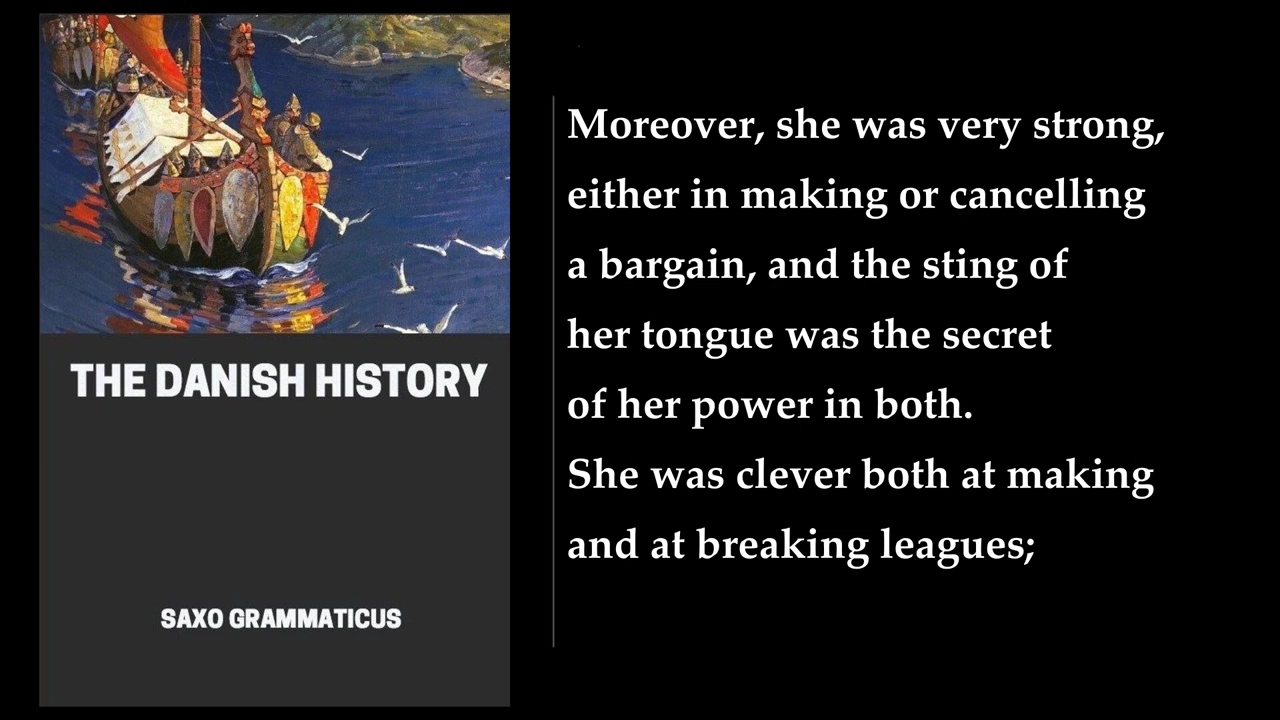 THE DANISH HISTORY
SAXO GRAMMATICUS
Moreover, she was very strong,
either in making or cancelling
a bargain, and the sting of
her tongue was the secret
of her power in both.
She was clever both at making
and at breaking leagues;